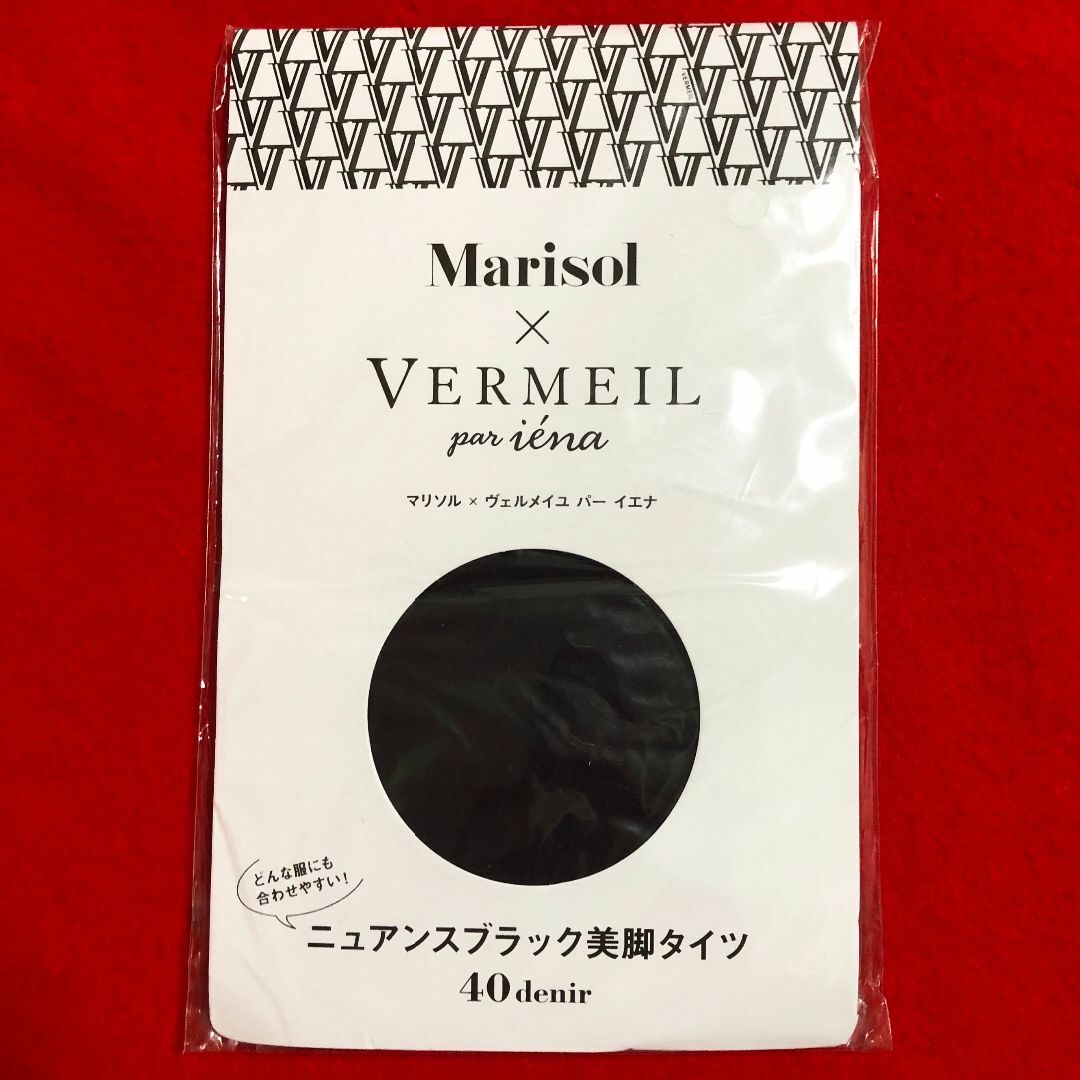 VERMEIL
Marisol
×
VERMEIL
par iéna
マリソル × ヴェルメイユ パー イエナ
どんな服にも
合わせやすい！
ニュアンスブラック美脚タイツ
40 denir